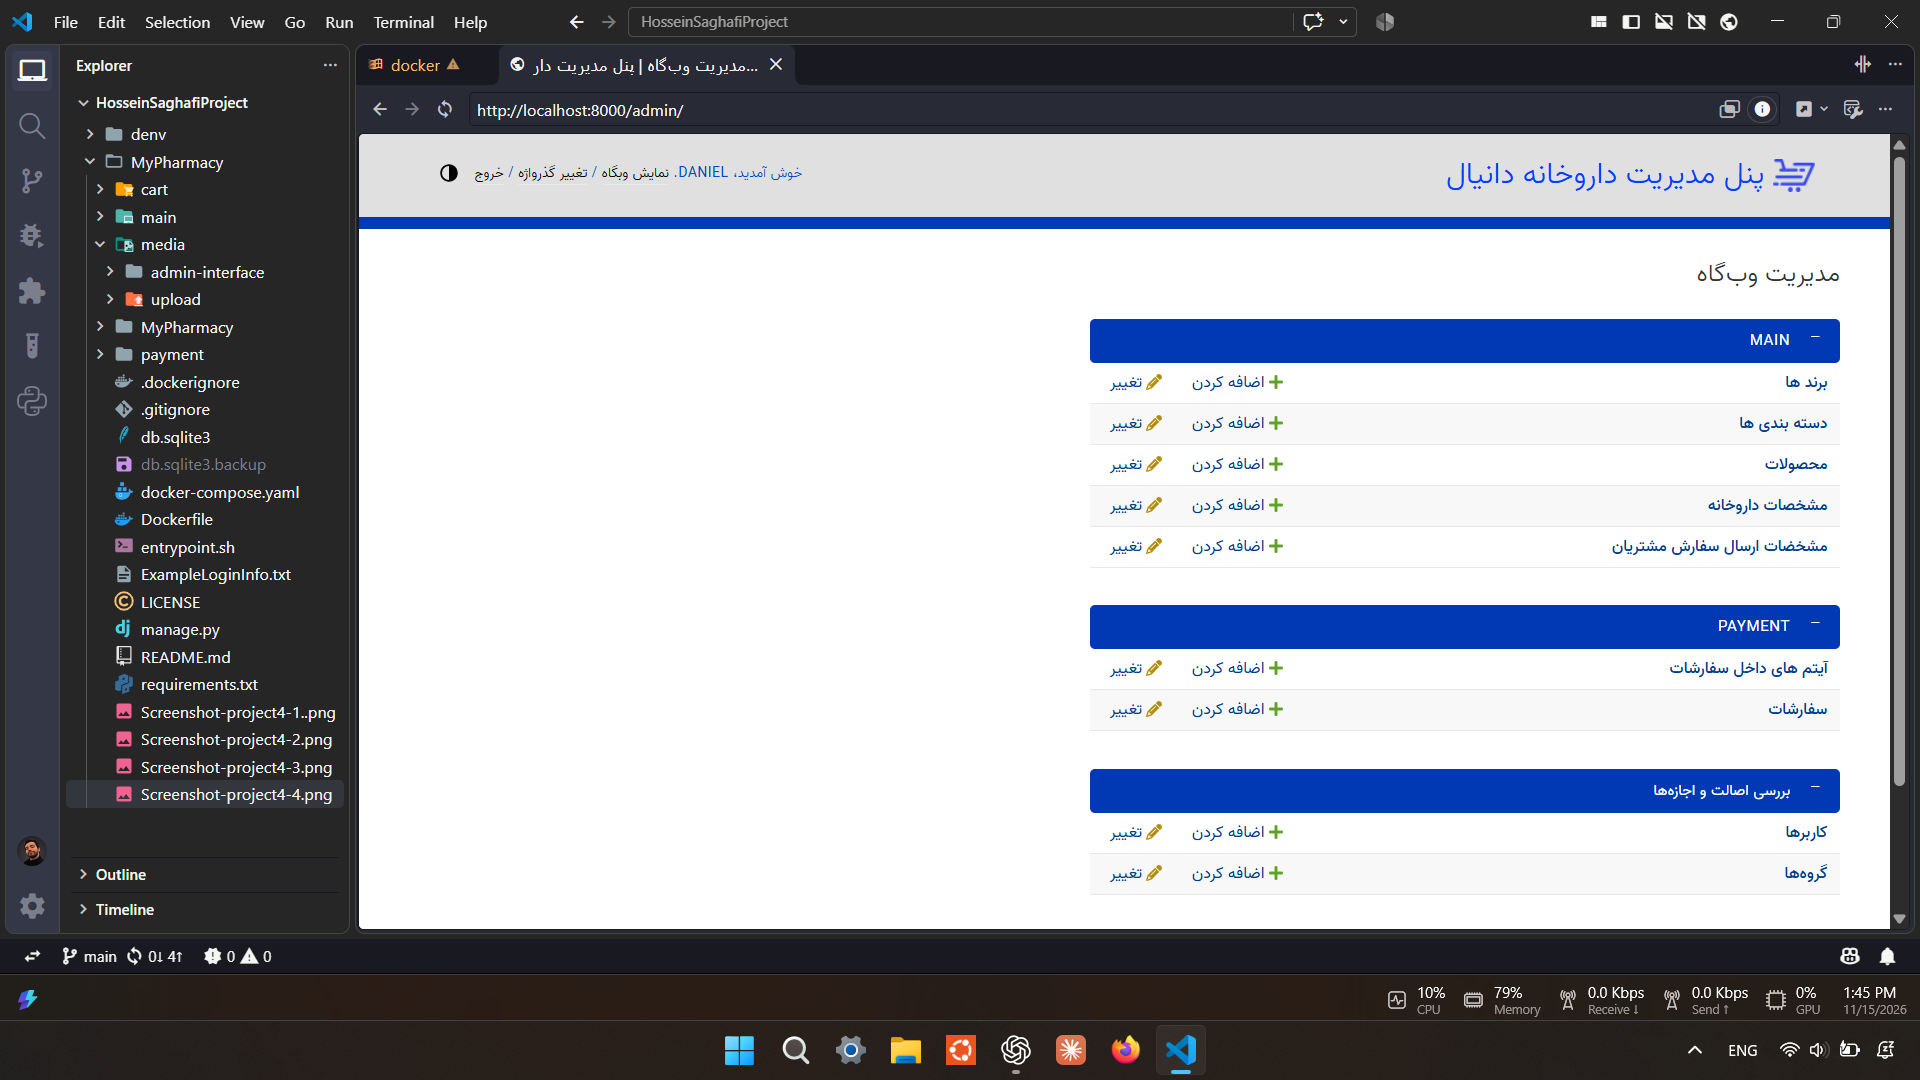 File Edit Selection View Go Run Terminal Help
HosseinSaghafiProject
Explorer
HosseinSaghafiProject
denv
MyPharmacy
cart
main
media
admin-interface
upload
MyPharmacy
payment
.dockerignore
.gitignore
db.sqlite3
db.sqlite3.backup
docker-compose.yaml
Dockerfile
entrypoint.sh
ExampleLoginInfo.txt
LICENSE
manage.py
README.md
requirements.txt
Screenshot-project4-1..png
Screenshot-project4-2.png
Screenshot-project4-3.png
Screenshot-project4-4.png
Outline
Timeline
docker
مدیریت وب‌گاه | پنل مدیریت دار...
http://localhost:8000/admin/
پنل مدیریت داروخانه دانیال
خوش آمدید، DANIEL. نمایش وبگاه / تغییر گذرواژه / خروج
مدیریت وب‌گاه
MAIN
برند ها اضافه کردن تغییر
دسته بندی ها اضافه کردن تغییر
محصولات اضافه کردن تغییر
مشخصات داروخانه اضافه کردن تغییر
مشخضات ارسال سفارش مشتریان اضافه کردن تغییر
PAYMENT
آیتم های داخل سفارشات اضافه کردن تغییر
سفارشات اضافه کردن تغییر
بررسی اصالت و اجازه‌ها
کاربرها اضافه کردن تغییر
گروه‌ها اضافه کردن تغییر
main 0↓ 4↑ 0 0
10% CPU
79% Memory
0.0 Kbps Receive ↓
0.0 Kbps Send ↑
0% GPU
1:45 PM
11/15/2026
ENG